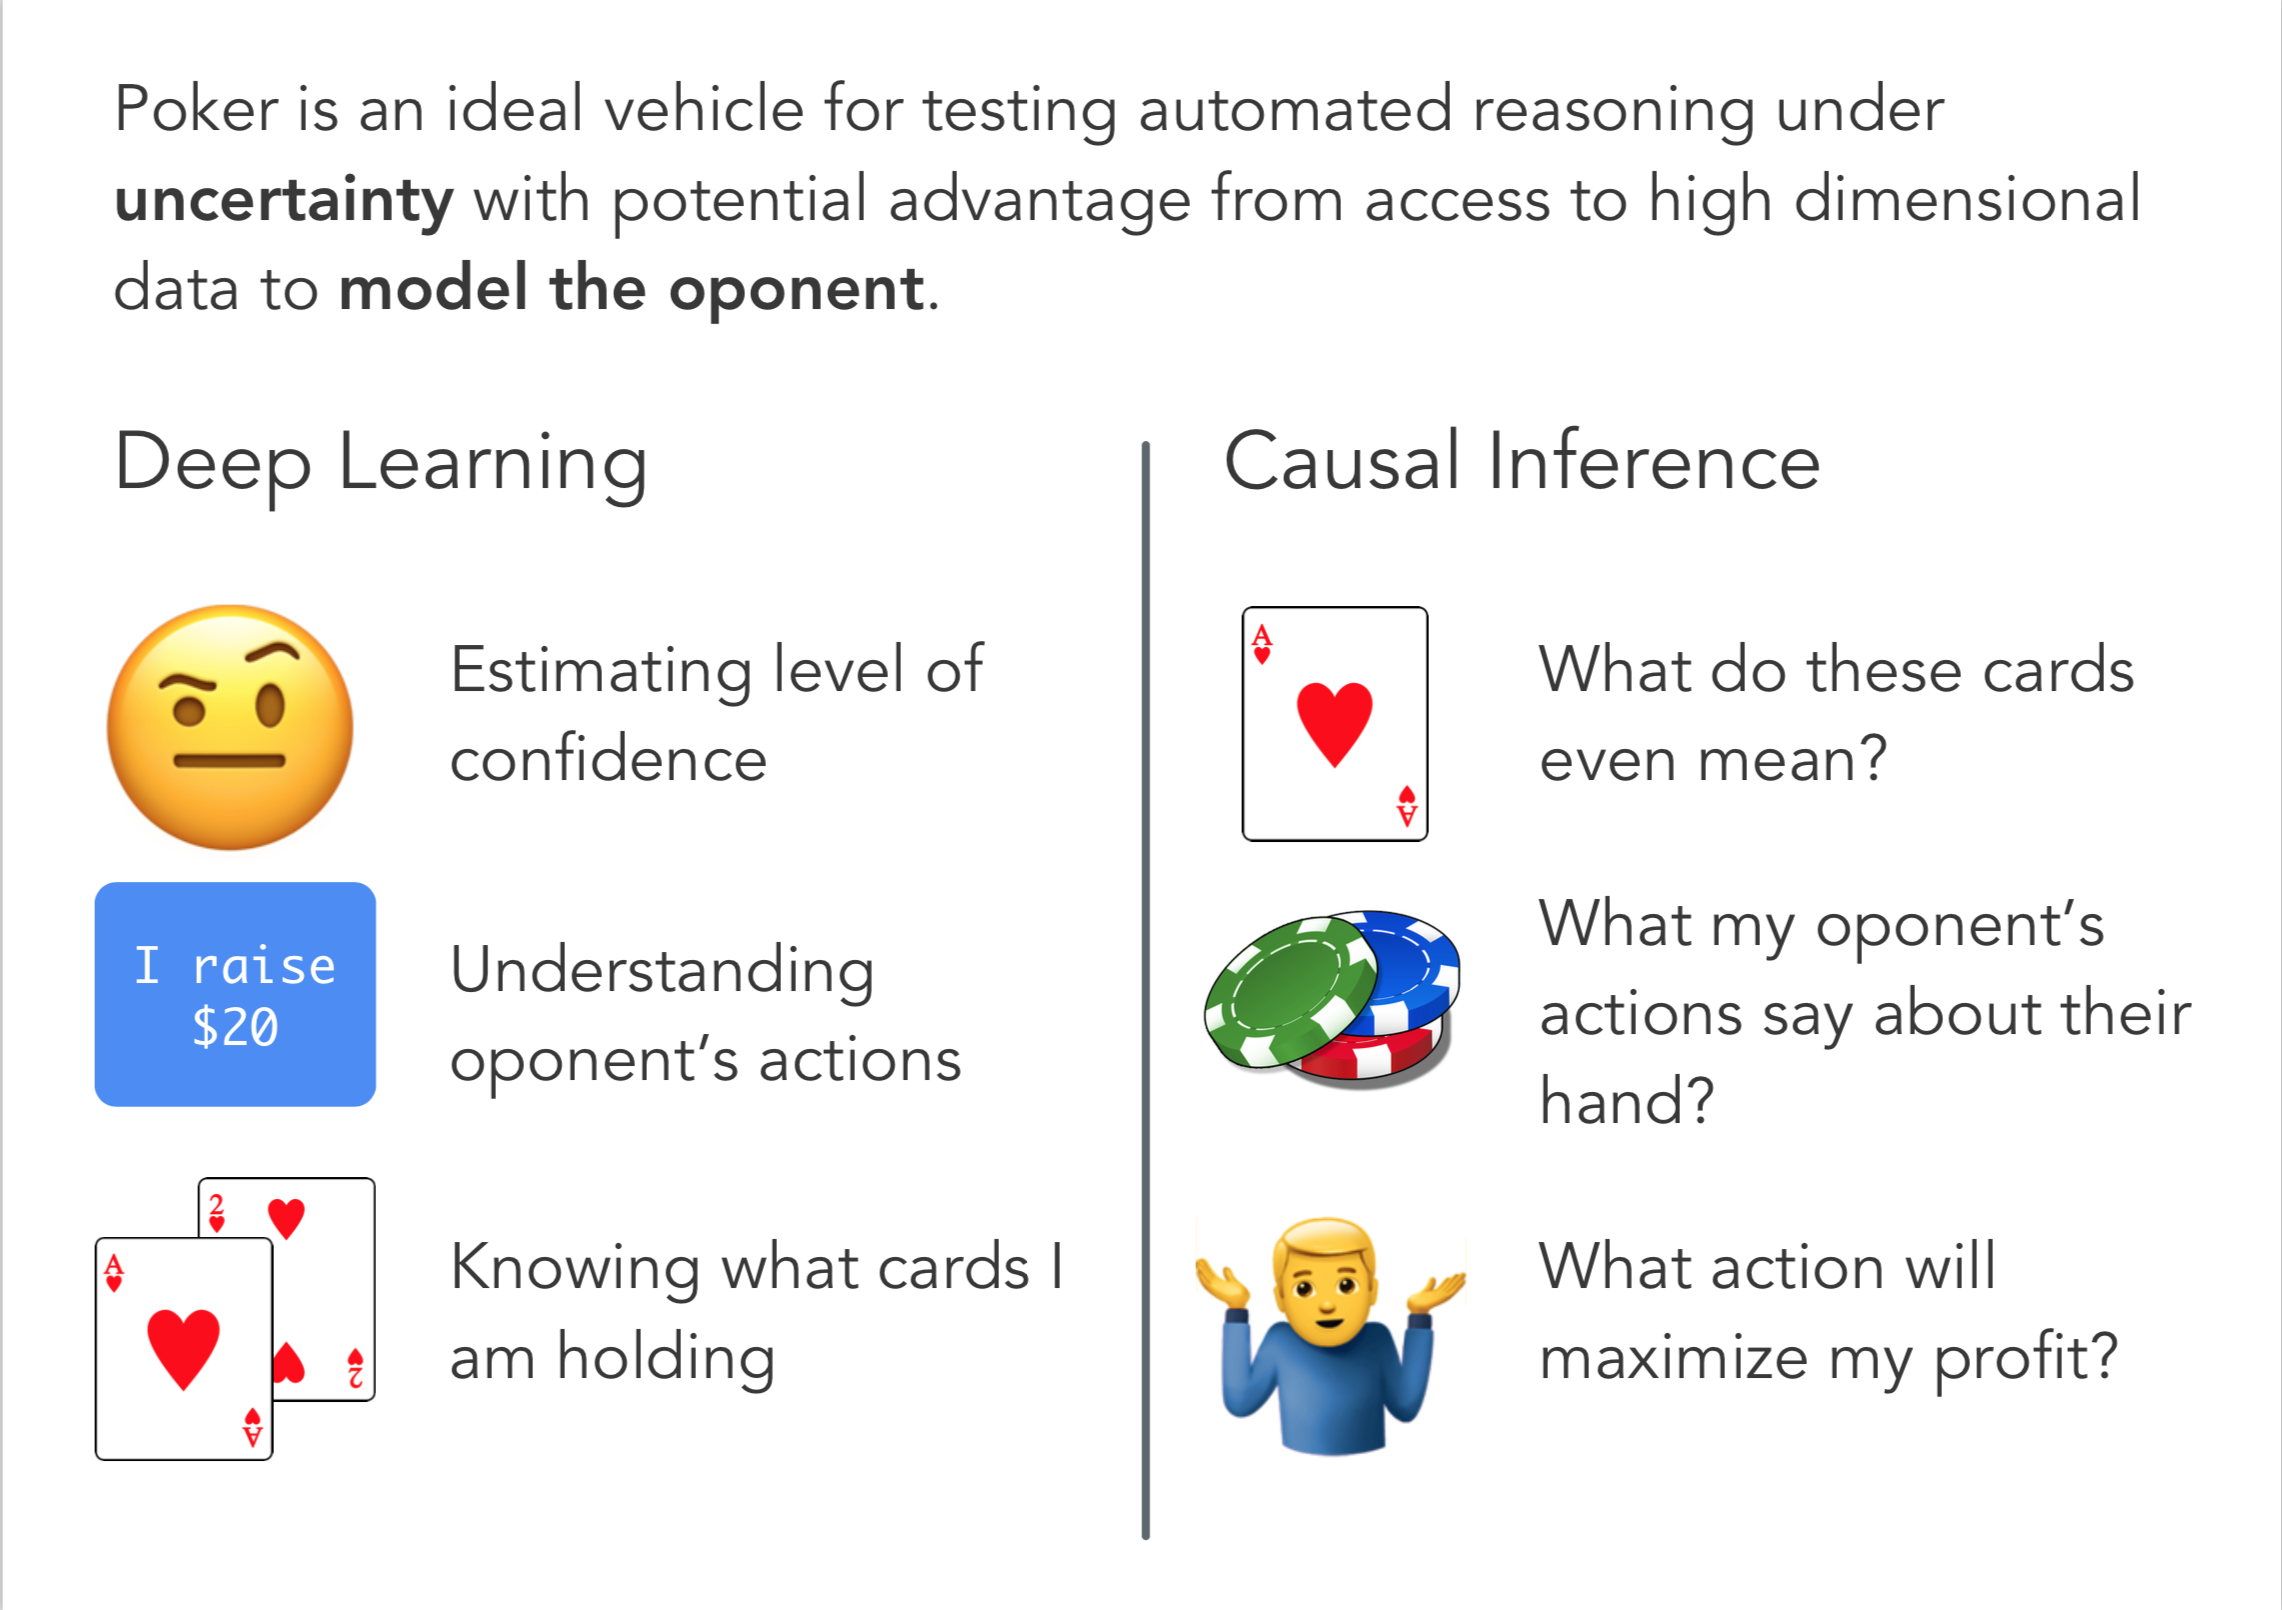 Poker is an ideal vehicle for testing automated reasoning under
uncertainty with potential advantage from access to high dimensional
data to model the oponent.
Deep Learning
Estimating level of
confidence
I raise
$20
Understanding
oponent’s actions
2
A
2
A
Knowing what cards I
am holding
Causal Inference
A
A
What do these cards
even mean?
What my oponent’s
actions say about their
hand?
What action will
maximize my profit?